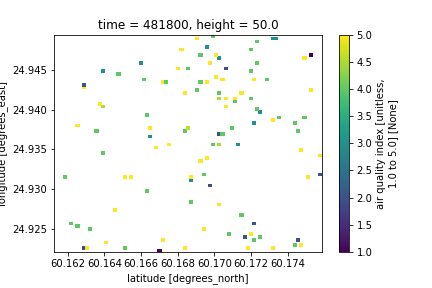 time = 481800, height = 50.0
24.945
24.940
24.935
24.930
24.925
longitude [degrees_east]
60.162 60.164 60.166 60.168 60.170 60.172 60.174
latitude [degrees_north]
5.0
4.5
4.0
3.5
3.0
2.5
2.0
1.5
1.0
air quality index [unitless,
1.0 to 5.0] [None]